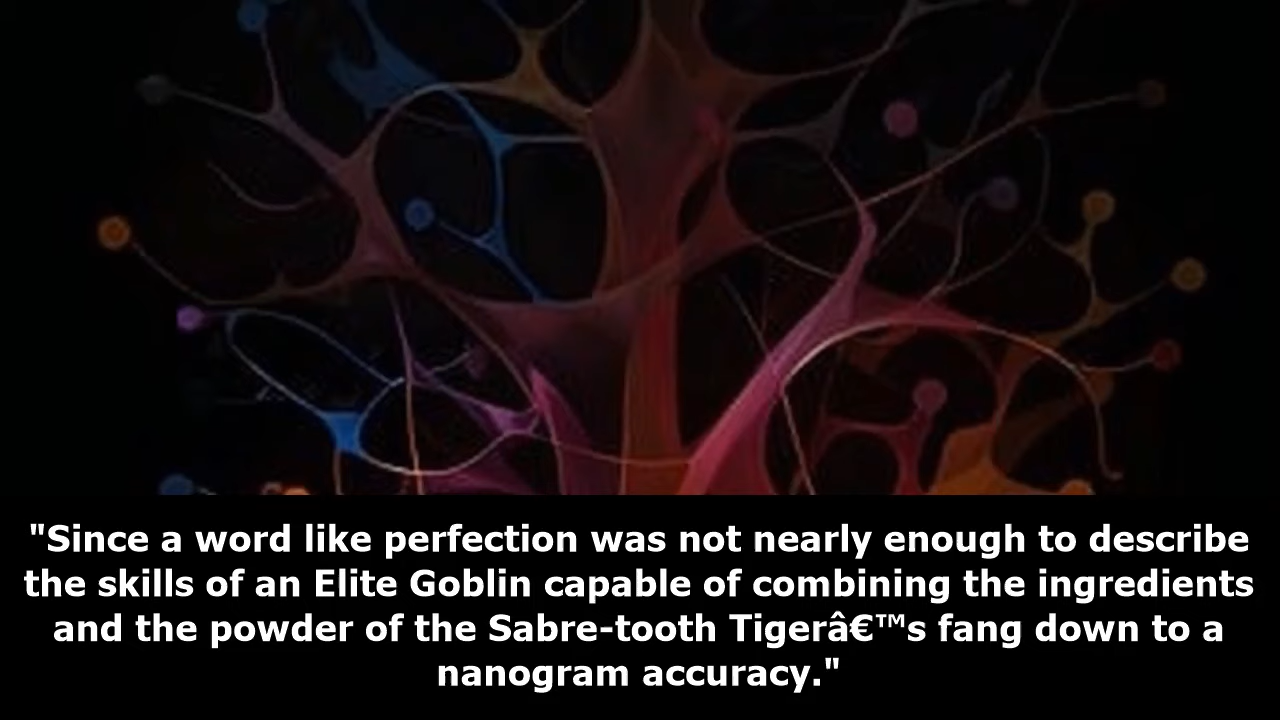 "Since a word like perfection was not nearly enough to describe
the skills of an Elite Goblin capable of combining the ingredients
and the powder of the Sabre-tooth Tigerâ€™s fang down to a
nanogram accuracy."